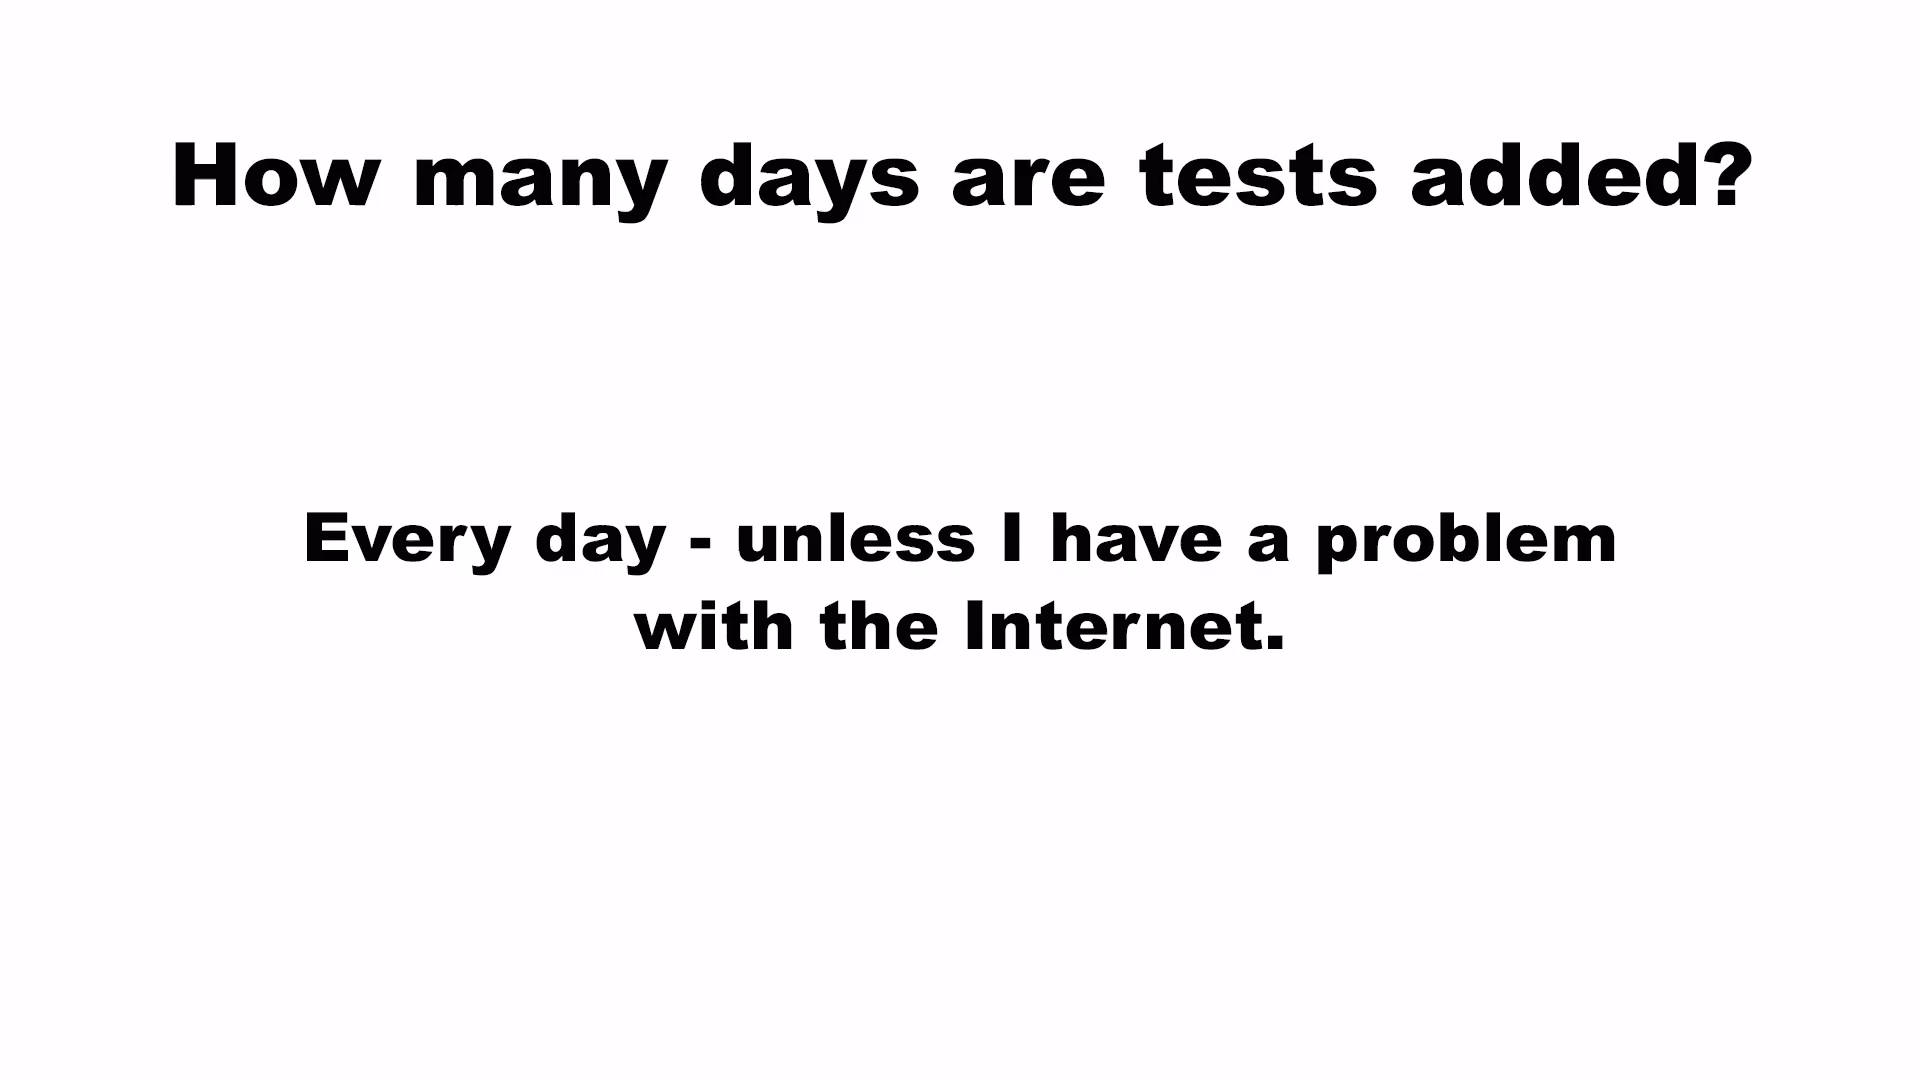 How many days are tests added?
Every day - unless I have a problem
with the Internet.